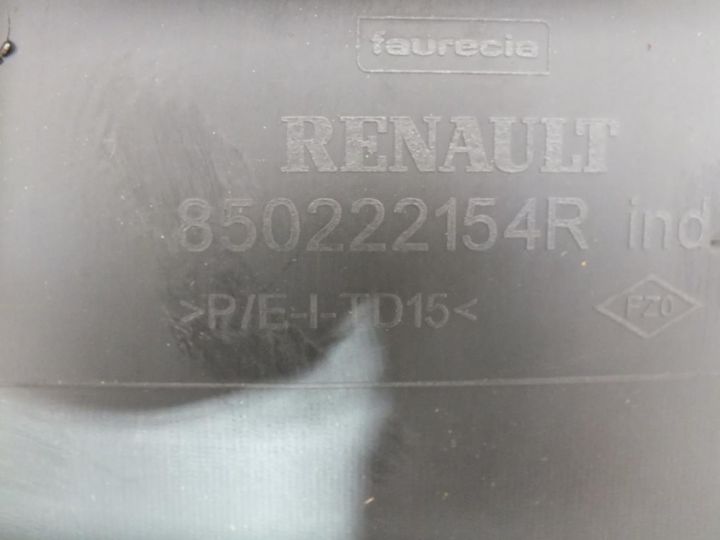 faurecia
RENAULT
850222154R ind
>P/E-I-TD15<
PZ0